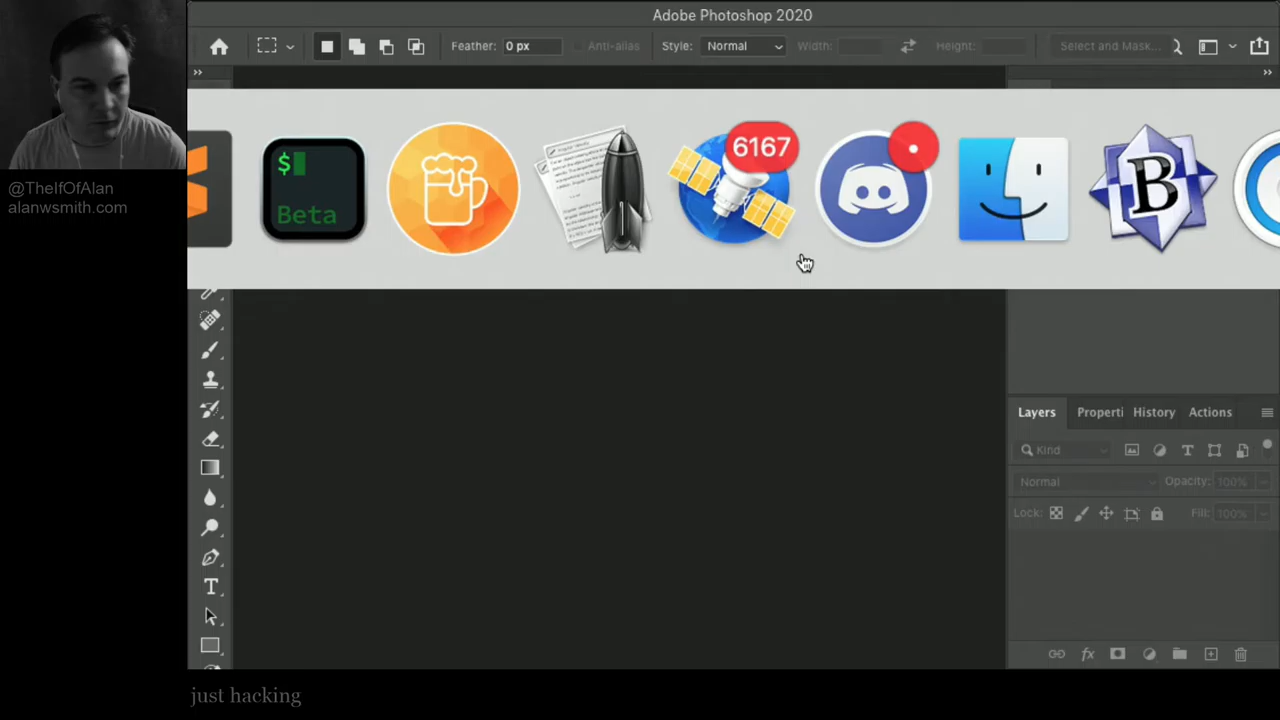 Adobe Photoshop 2020
Feather: 0 px Anti-alias Style: Normal Width: Height: Select and Mask...
$
Beta
6167
B
@TheIfOfAlan
alanwsmith.com
Layers Properti History Actions
Kind
Normal Opacity: 100%
Lock: Fill: 100%
T
just hacking